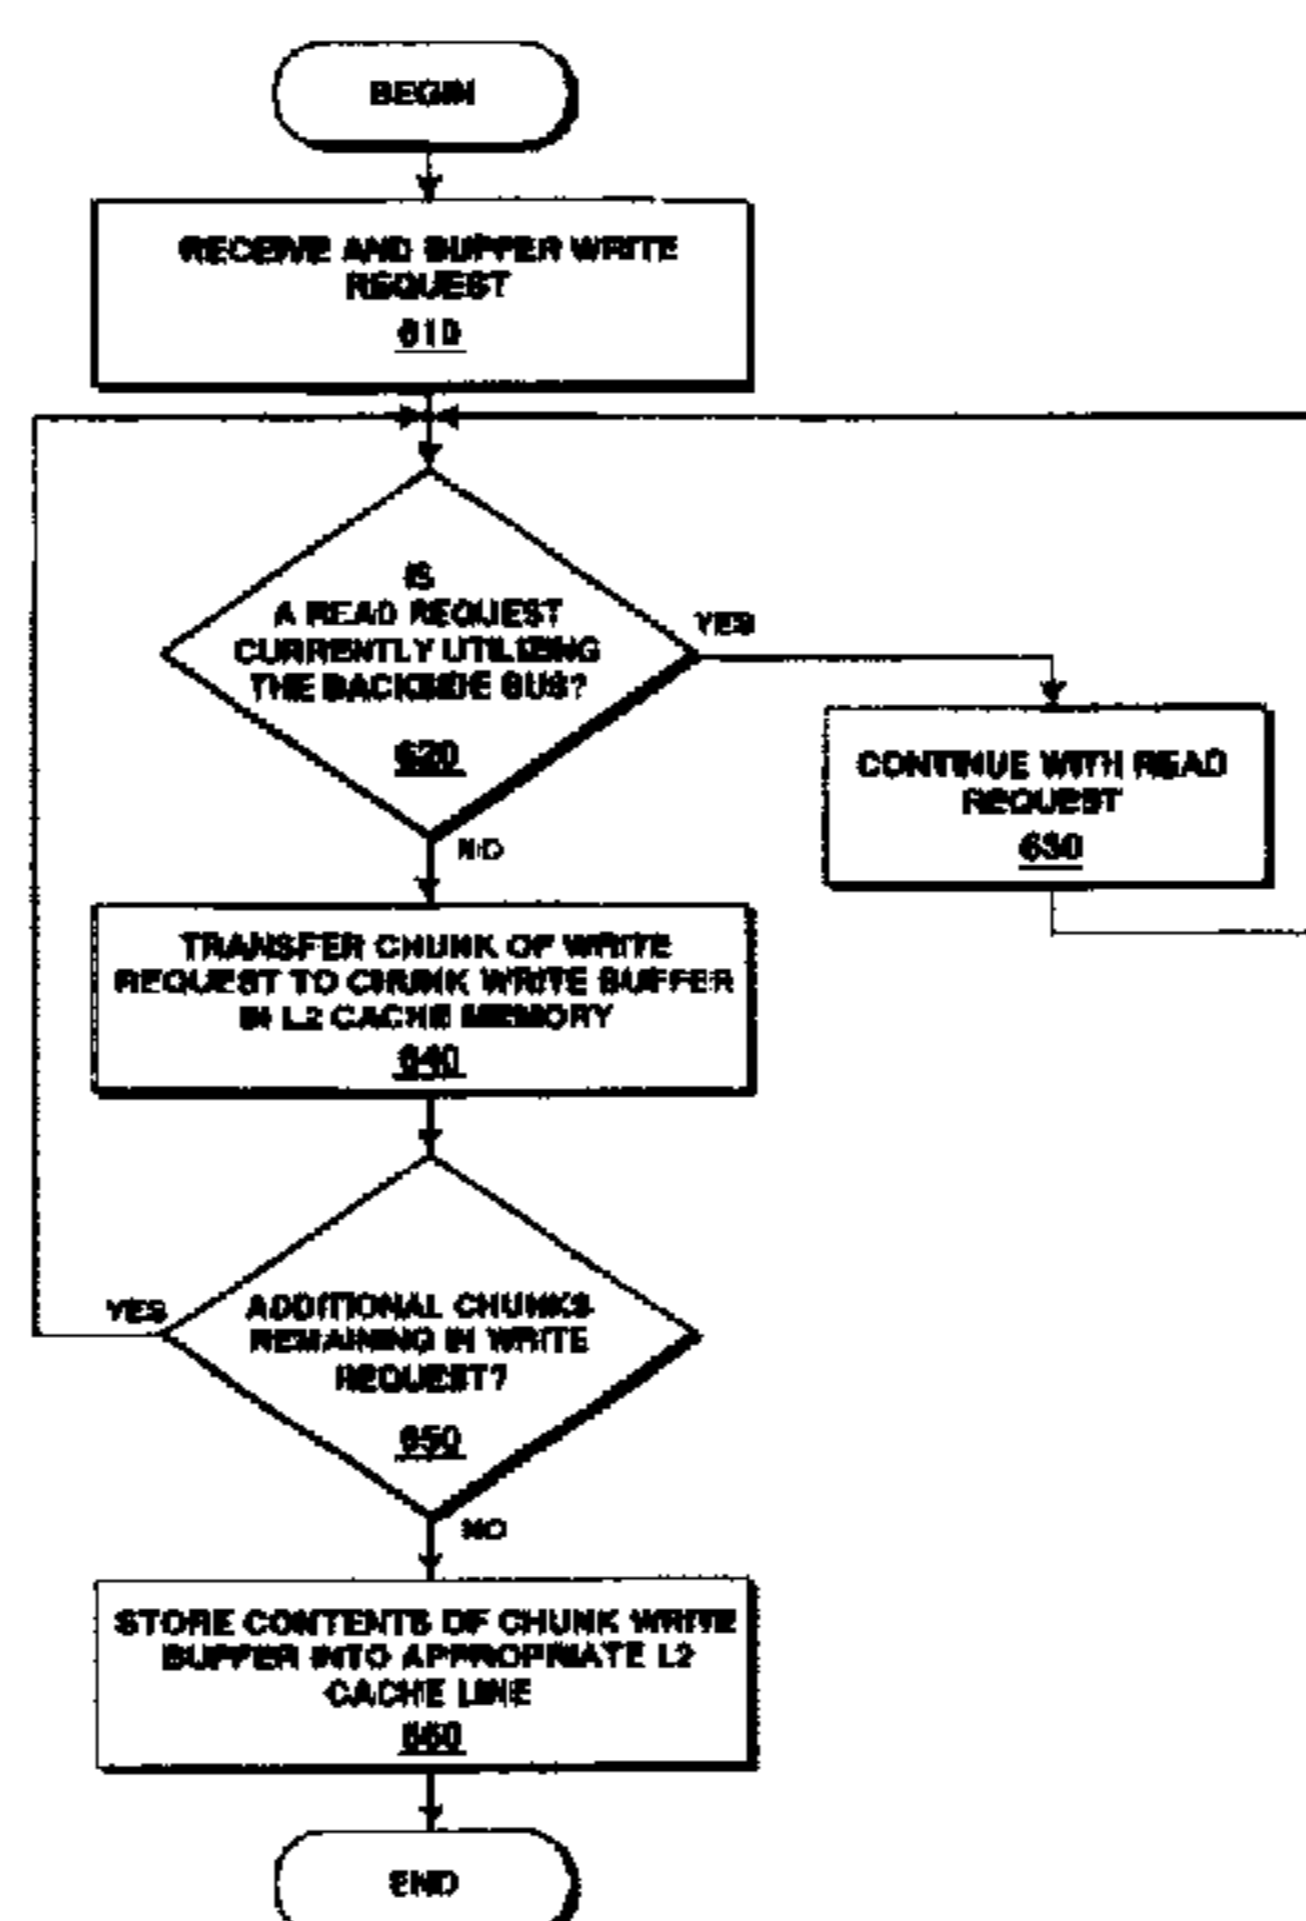 BEGIN
RECEIVE AND BUFFER WRITE
REQUEST
610
IS
A READ REQUEST
CURRENTLY UTILIZING
THE BACKSIDE BUS?
620
YES
CONTINUE WITH READ
REQUEST
630
NO
TRANSFER CHUNK OF WRITE
REQUEST TO CHUNK WRITE BUFFER
IN L2 CACHE MEMORY
640
YES
ADDITIONAL CHUNKS
REMAINING IN WRITE
REQUEST?
650
NO
STORE CONTENTS OF CHUNK WRITE
BUFFER INTO APPROPRIATE L2
CACHE LINE
660
END